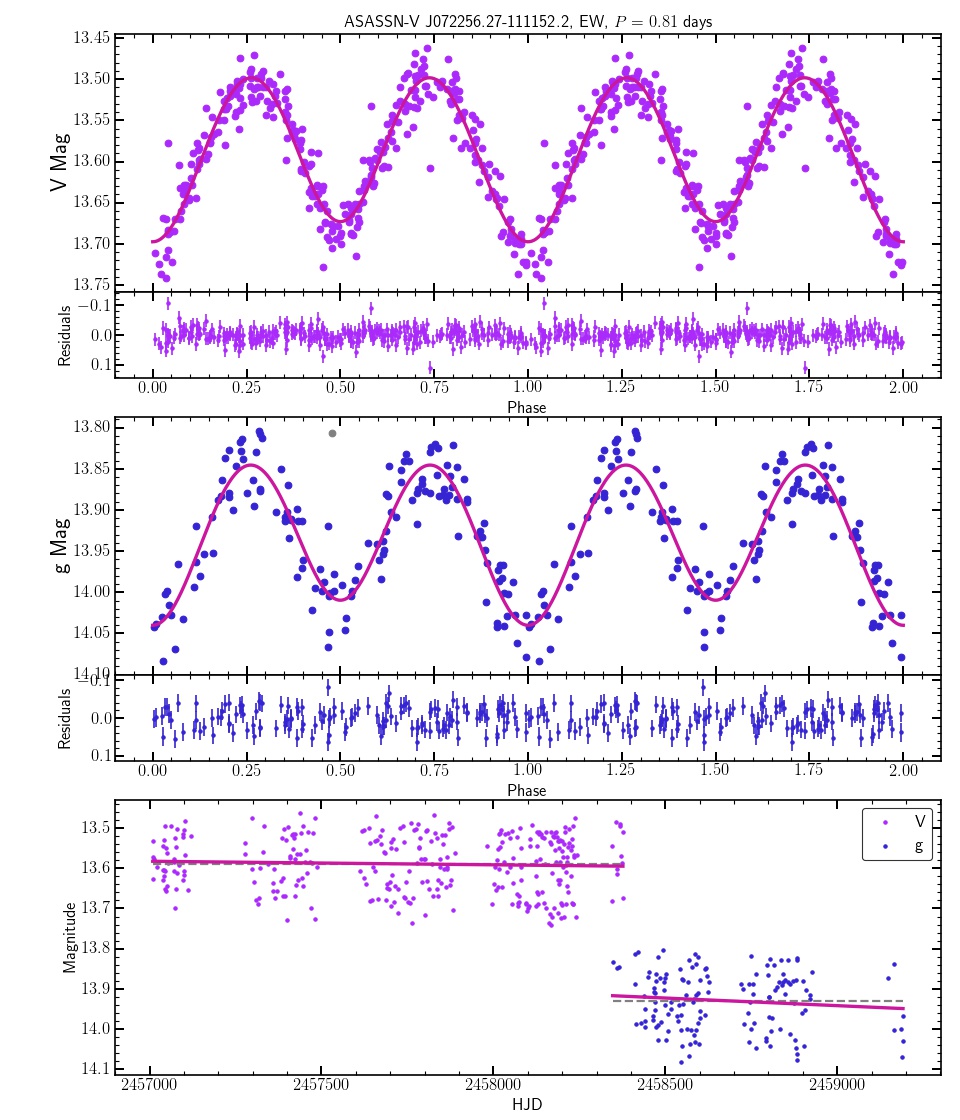 ASASSN-V J072256.27-111152.2, EW, P = 0.81 days
13.45
13.50
13.55
13.60
13.65
13.70
13.75
V Mag
−0.1
0.0
0.1
Residuals
0.00 0.25 0.50 0.75 1.00 1.25 1.50 1.75 2.00
Phase
13.80
13.85
13.90
13.95
14.00
14.05
14.10
g Mag
−0.1
0.0
0.1
Residuals
0.00 0.25 0.50 0.75 1.00 1.25 1.50 1.75 2.00
Phase
V
g
13.5
13.6
13.7
13.8
13.9
14.0
14.1
Magnitude
2457000 2457500 2458000 2458500 2459000
HJD